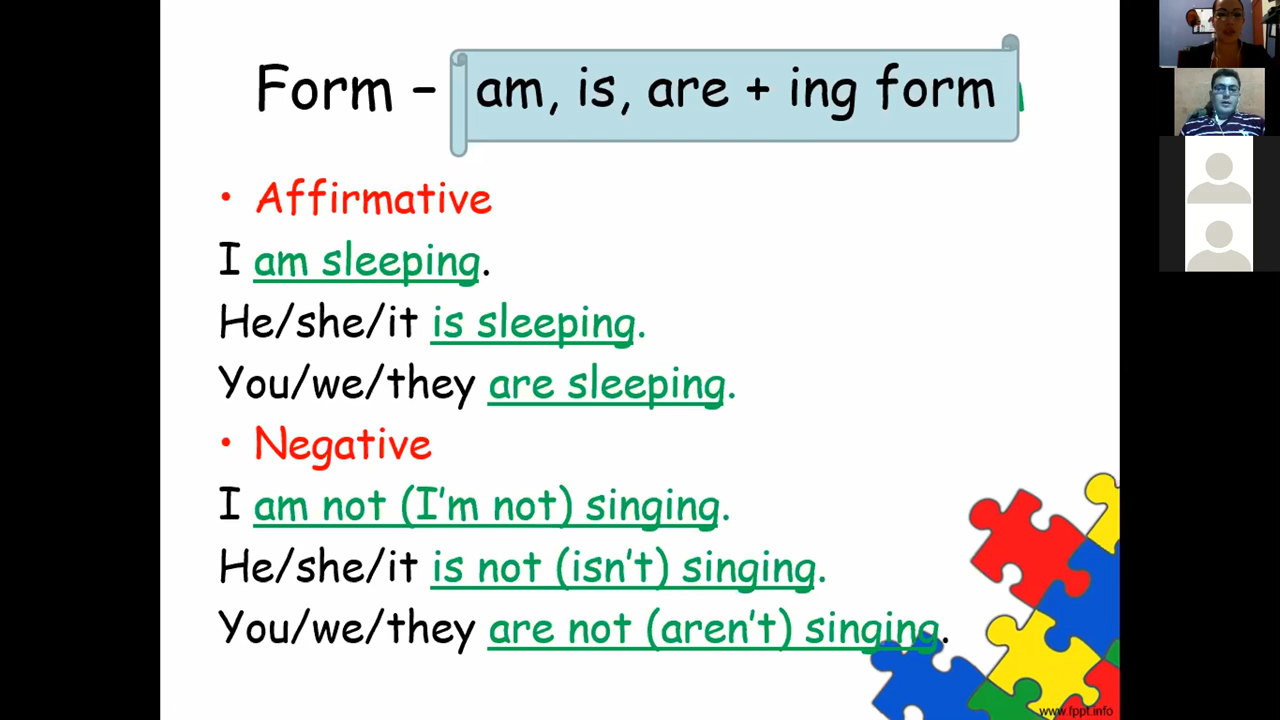 Form – am, is, are + ing form
• Affirmative
I am sleeping.
He/she/it is sleeping.
You/we/they are sleeping.
• Negative
I am not (I’m not) singing.
He/she/it is not (isn’t) singing.
You/we/they are not (aren’t) singing.
www.fppt.info